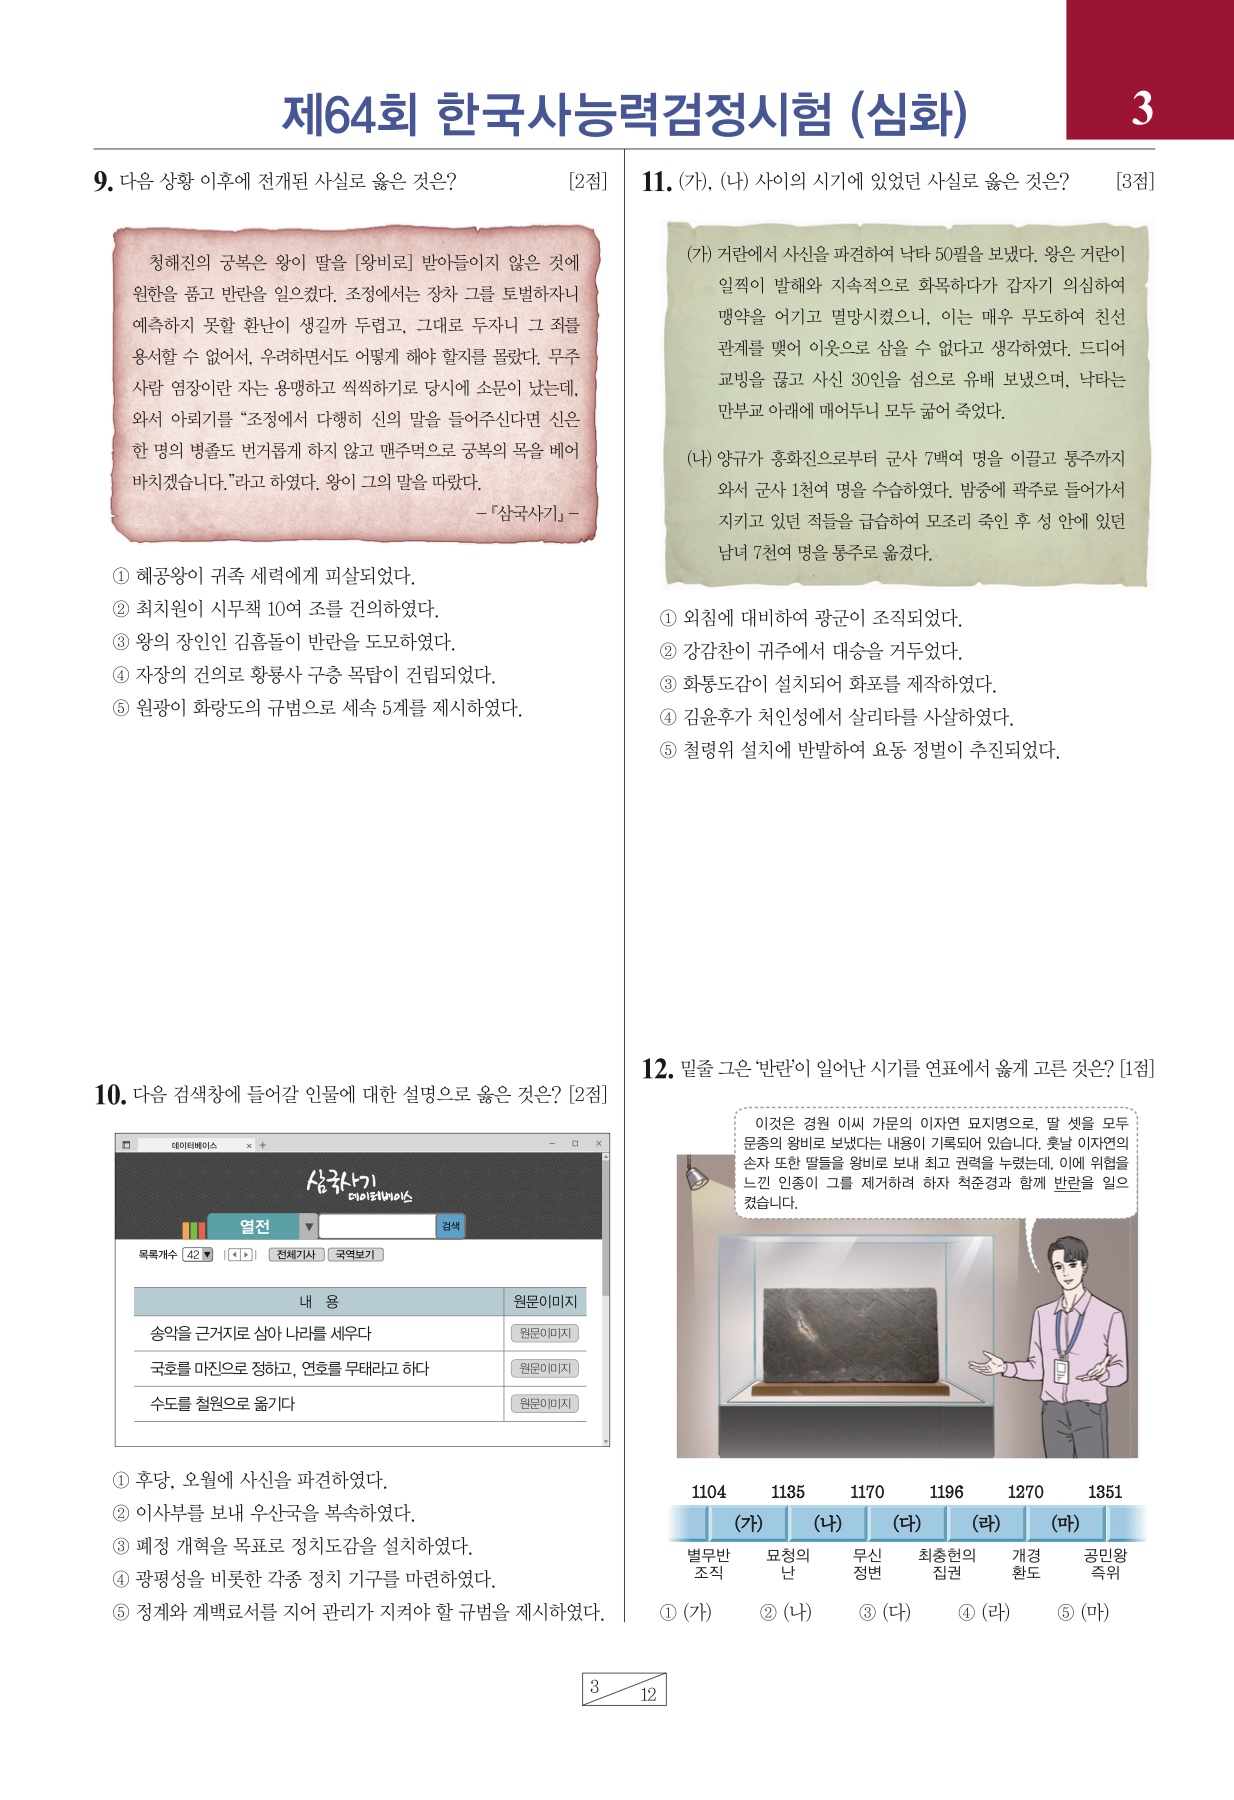 제64회 한국사능력검정시험 (심화)
3
9. 다음 상황 이후에 전개된 사실로 옳은 것은? [2점]
청해진의 궁복은 왕이 딸을 [왕비로] 받아들이지 않은 것에
원한을 품고 반란을 일으켰다. 조정에서는 장차 그를 토벌하자니
예측하지 못할 환난이 생길까 두렵고, 그대로 두자니 그 죄를
용서할 수 없어서, 우려하면서도 어떻게 해야 할지를 몰랐다. 무주
사람 염장이란 자는 용맹하고 씩씩하기로 당시에 소문이 났는데,
와서 아뢰기를 “조정에서 다행히 신의 말을 들어주신다면 신은
한 명의 병졸도 번거롭게 하지 않고 맨주먹으로 궁복의 목을 베어
바치겠습니다.”라고 하였다. 왕이 그의 말을 따랐다.
－『삼국사기』－
① 혜공왕이 귀족 세력에게 피살되었다.
② 최치원이 시무책 10여 조를 건의하였다.
③ 왕의 장인인 김흠돌이 반란을 도모하였다.
④ 자장의 건의로 황룡사 구층 목탑이 건립되었다.
⑤ 원광이 화랑도의 규범으로 세속 5계를 제시하였다.
10. 다음 검색창에 들어갈 인물에 대한 설명으로 옳은 것은? [2점]
데이터베이스 × +
삼국사기
데이터베이스
열전 ▼ 검색
목록개수 42 ▼ 전체기사 국역보기
내 용 원문이미지
송악을 근거지로 삼아 나라를 세우다 원문이미지
국호를 마진으로 정하고, 연호를 무태라고 하다 원문이미지
수도를 철원으로 옮기다 원문이미지
① 후당, 오월에 사신을 파견하였다.
② 이사부를 보내 우산국을 복속하였다.
③ 폐정 개혁을 목표로 정치도감을 설치하였다.
④ 광평성을 비롯한 각종 정치 기구를 마련하였다.
⑤ 정계와 계백료서를 지어 관리가 지켜야 할 규범을 제시하였다.
11. (가), (나) 사이의 시기에 있었던 사실로 옳은 것은? [3점]
(가) 거란에서 사신을 파견하여 낙타 50필을 보냈다. 왕은 거란이
일찍이 발해와 지속적으로 화목하다가 갑자기 의심하여
맹약을 어기고 멸망시켰으니, 이는 매우 무도하여 친선
관계를 맺어 이웃으로 삼을 수 없다고 생각하였다. 드디어
교빙을 끊고 사신 30인을 섬으로 유배 보냈으며, 낙타는
만부교 아래에 매어두니 모두 굶어 죽었다.
(나) 양규가 흥화진으로부터 군사 7백여 명을 이끌고 통주까지
와서 군사 1천여 명을 수습하였다. 밤중에 곽주로 들어가서
지키고 있던 적들을 급습하여 모조리 죽인 후 성 안에 있던
남녀 7천여 명을 통주로 옮겼다.
① 외침에 대비하여 광군이 조직되었다.
② 강감찬이 귀주에서 대승을 거두었다.
③ 화통도감이 설치되어 화포를 제작하였다.
④ 김윤후가 처인성에서 살리타를 사살하였다.
⑤ 철령위 설치에 반발하여 요동 정벌이 추진되었다.
12. 밑줄 그은 ‘반란’이 일어난 시기를 연표에서 옳게 고른 것은? [1점]
이것은 경원 이씨 가문의 이자연 묘지명으로, 딸 셋을 모두
문종의 왕비로 보냈다는 내용이 기록되어 있습니다. 훗날 이자연의
손자 또한 딸들을 왕비로 보내 최고 권력을 누렸는데, 이에 위협을
느낀 인종이 그를 제거하려 하자 척준경과 함께 반란을 일으
켰습니다.
1104 1135 1170 1196 1270 1351
(가) (나) (다) (라) (마)
별무반 묘청의 무신 최충헌의 개경 공민왕
조직 난 정변 집권 환도 즉위
① (가) ② (나) ③ (다) ④ (라) ⑤ (마)
3 12